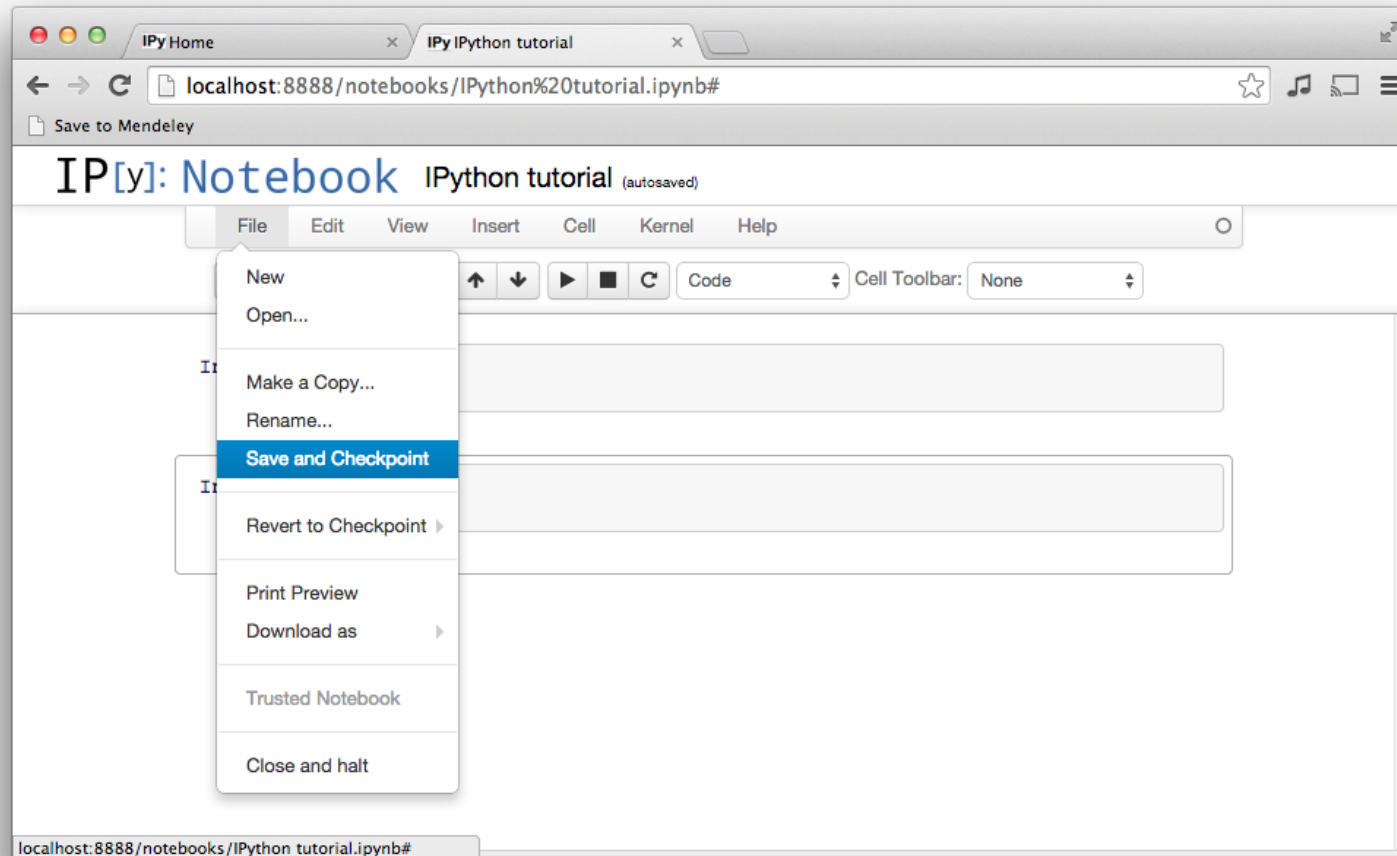 IPy Home
IPy IPython tutorial
localhost:8888/notebooks/IPython%20tutorial.ipynb#
Save to Mendeley
IP[y]: Notebook IPython tutorial (autosaved)
File Edit View Insert Cell Kernel Help
New
Code Cell Toolbar: None
Open...
Make a Copy...
Rename...
Save and Checkpoint
Revert to Checkpoint
Print Preview
Download as
Trusted Notebook
Close and halt
localhost:8888/notebooks/IPython tutorial.ipynb#